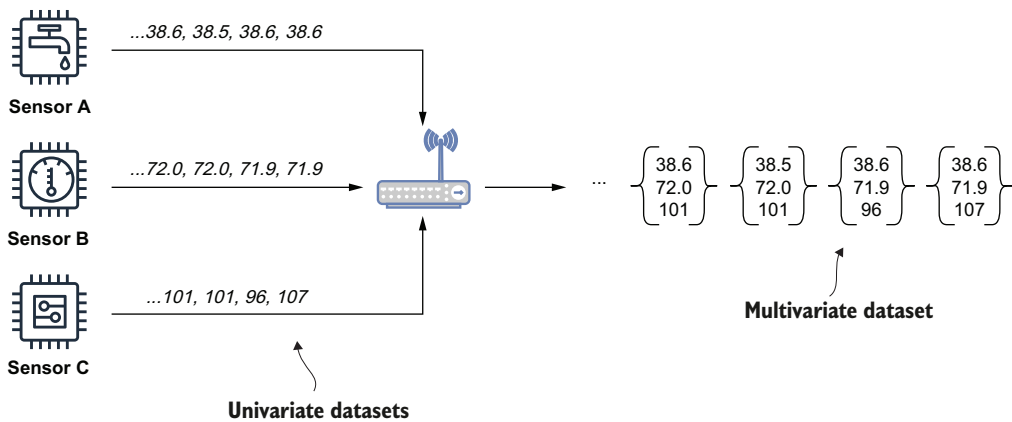 ...38.6, 38.5, 38.6, 38.6
Sensor A
...72.0, 72.0, 71.9, 71.9
Sensor B
...101, 101, 96, 107
Sensor C
Univariate datasets
...
38.6 38.5 38.6 38.6
72.0 72.0 71.9 71.9
101 101 96 107
Multivariate dataset